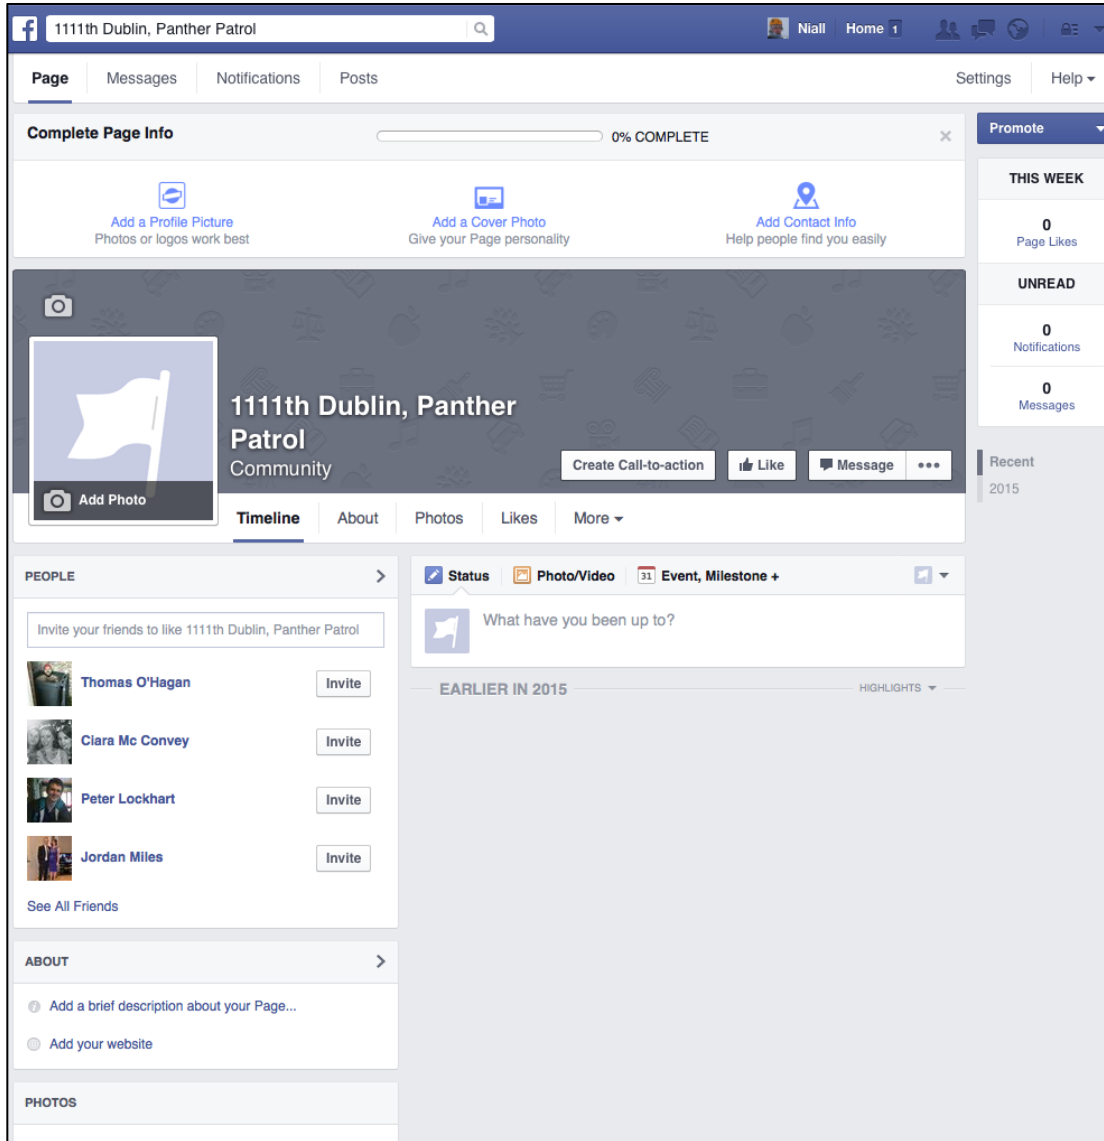 1111th Dublin, Panther Patrol
Niall Home 1
Page Messages Notifications Posts Settings Help
Complete Page Info 0% COMPLETE
Add a Profile Picture
Photos or logos work best
Add a Cover Photo
Give your Page personality
Add Contact Info
Help people find you easily
Promote
THIS WEEK
0
Page Likes
UNREAD
0
Notifications
0
Messages
Recent
2015
1111th Dublin, Panther
Patrol
Community
Create Call-to-action Like Message
Add Photo
Timeline About Photos Likes More
PEOPLE
Invite your friends to like 1111th Dublin, Panther Patrol
Thomas O'Hagan Invite
Ciara Mc Convey Invite
Peter Lockhart Invite
Jordan Miles Invite
See All Friends
ABOUT
Add a brief description about your Page...
Add your website
PHOTOS
Status Photo/Video 31 Event, Milestone +
What have you been up to?
EARLIER IN 2015 HIGHLIGHTS